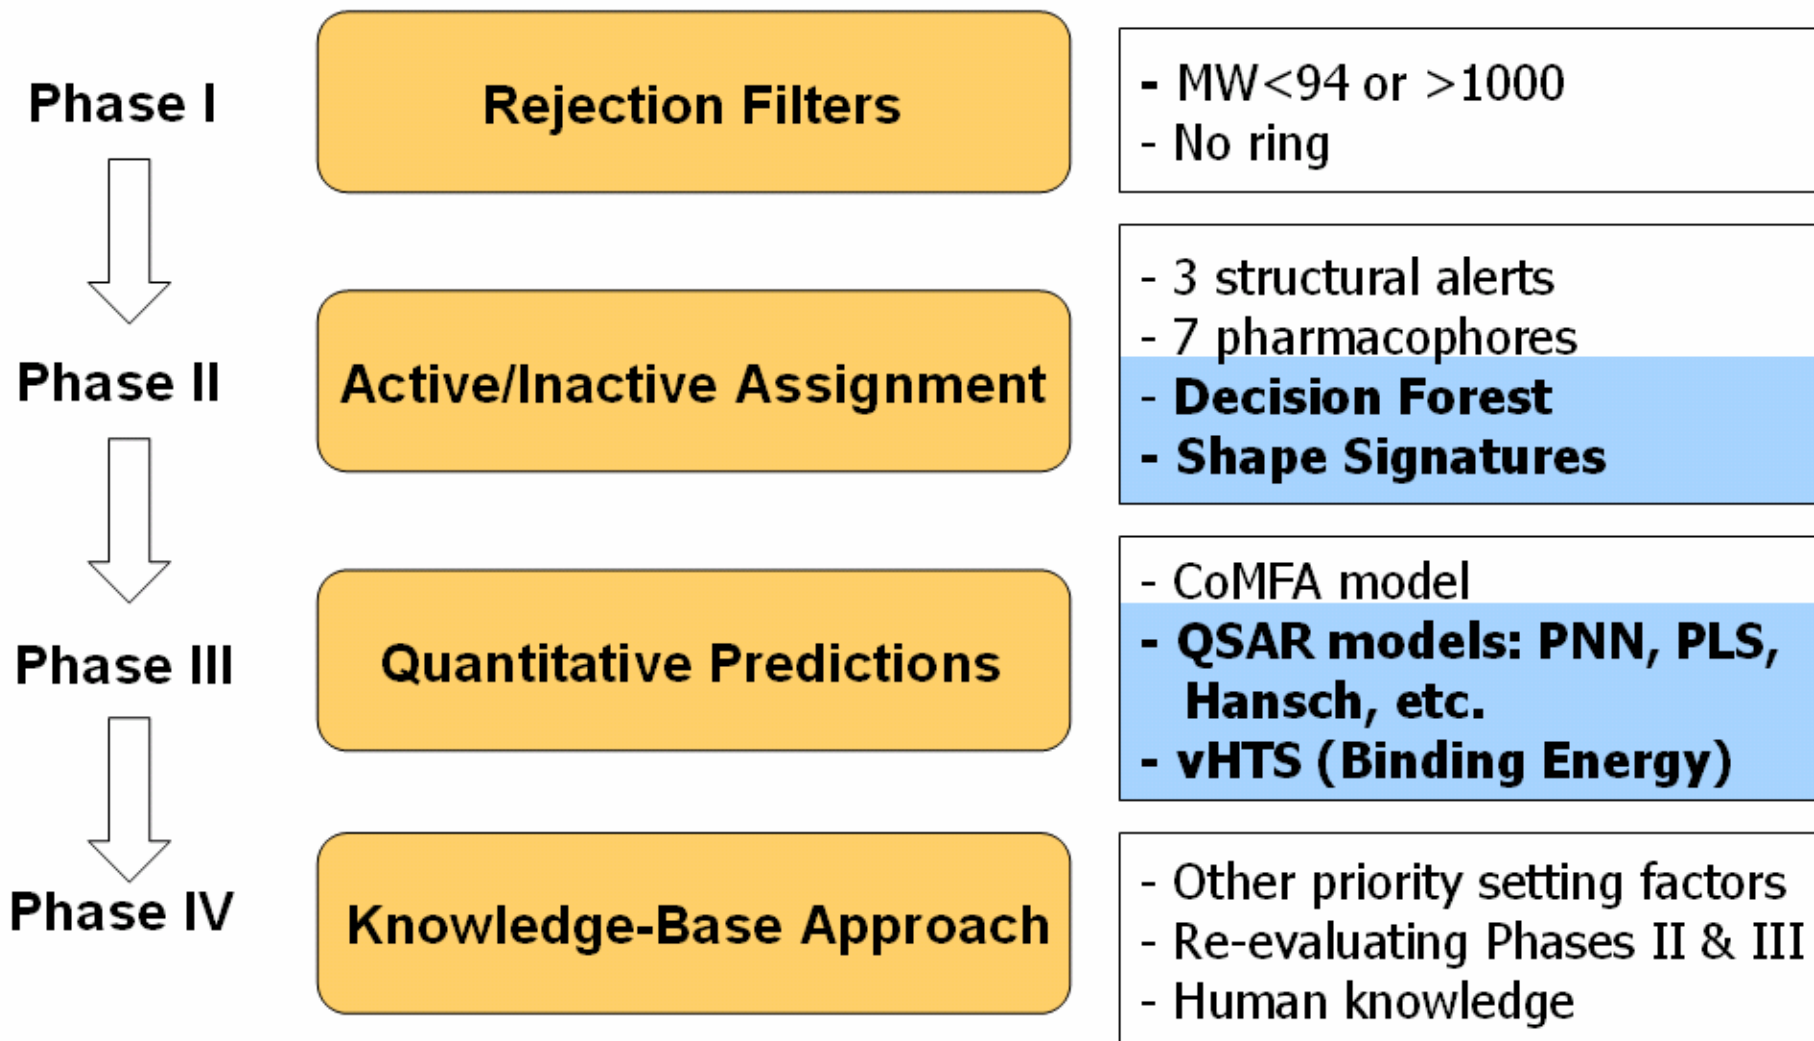 Phase I
Rejection Filters
- MW<94 or >1000
- No ring
Phase II
Active/Inactive Assignment
- 3 structural alerts
- 7 pharmacophores
- Decision Forest
- Shape Signatures
Phase III
Quantitative Predictions
- CoMFA model
- QSAR models: PNN, PLS,
Hansch, etc.
- vHTS (Binding Energy)
Phase IV
Knowledge-Base Approach
- Other priority setting factors
- Re-evaluating Phases II & III
- Human knowledge